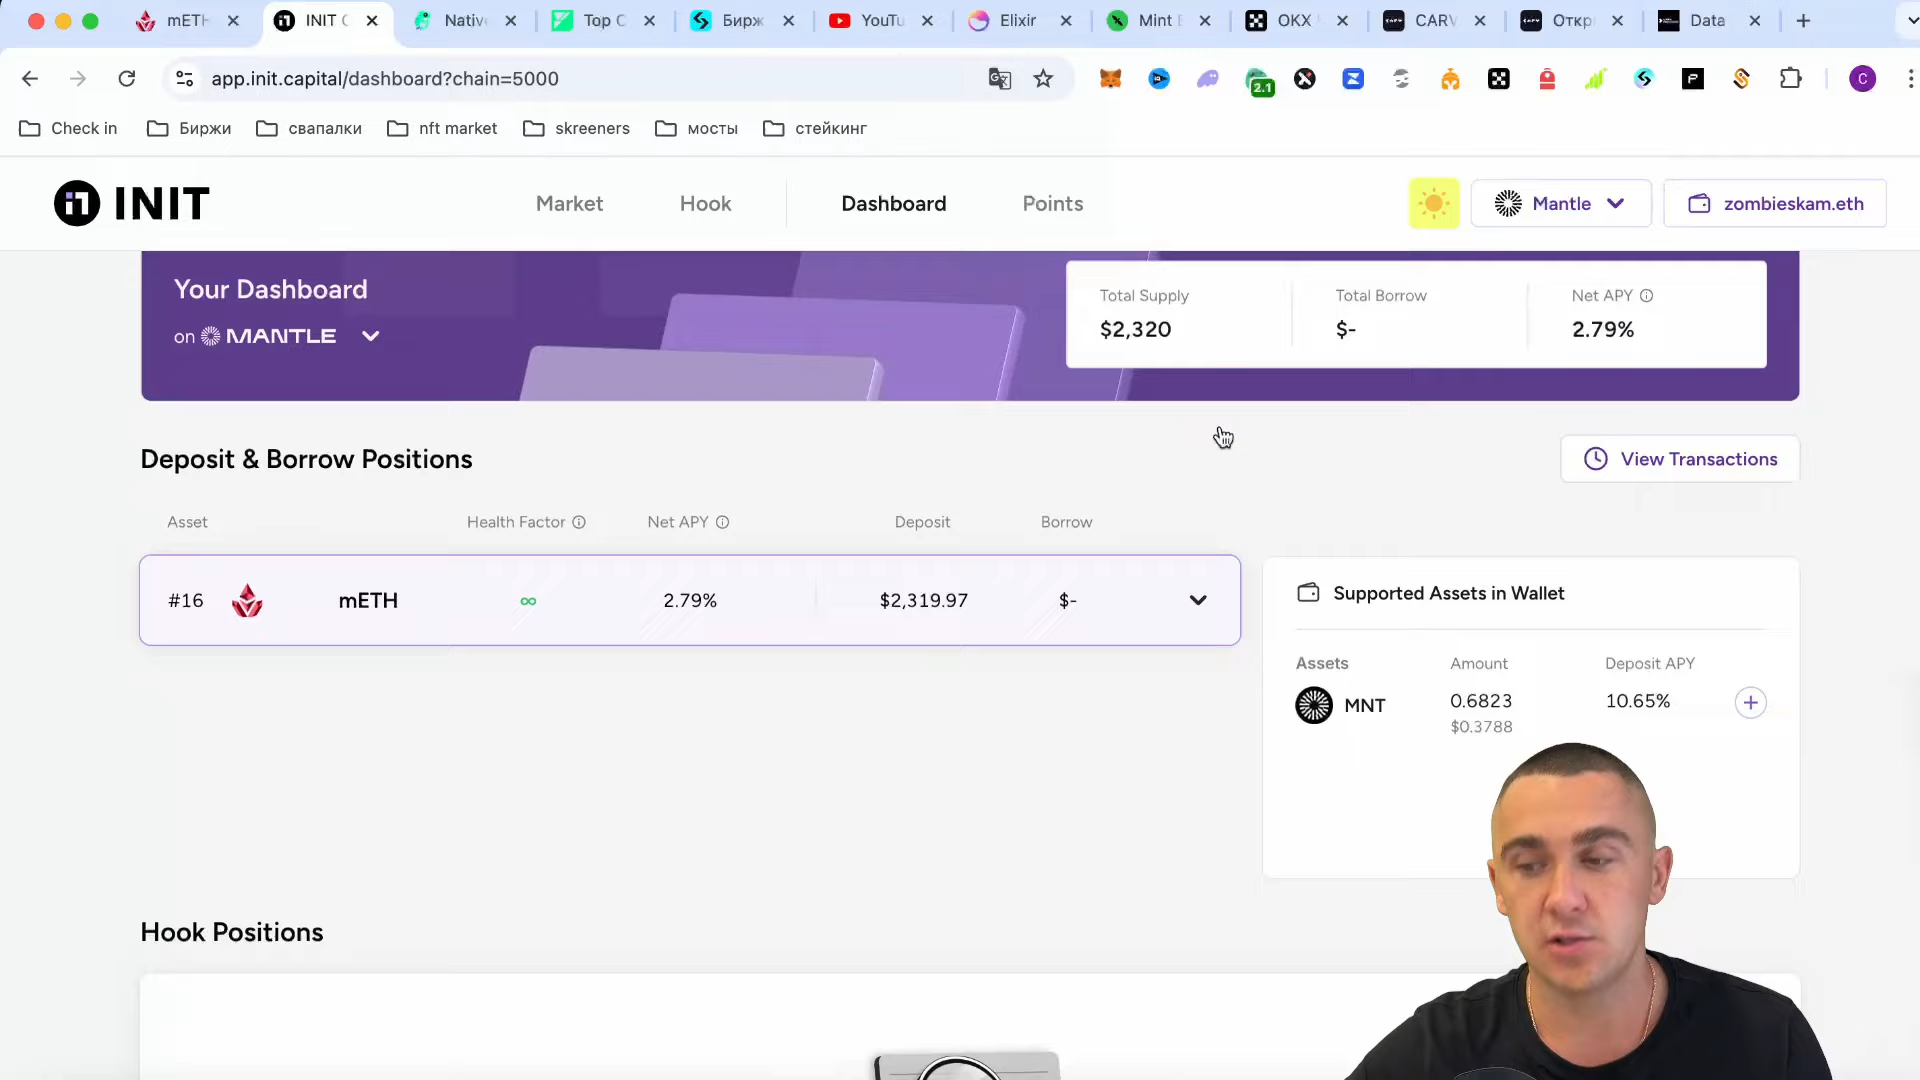 mETH
INIT C
Native
Top C
Бирж
YouTu
Elixir
Mint E
OKX
CARV
Откр
Data
app.init.capital/dashboard?chain=5000
2.1
C
Check in
Биржи
свапалки
nft market
skreeners
мосты
стейкинг
INIT
Market
Hook
Dashboard
Points
Mantle
zombieskam.eth
Your Dashboard
on MANTLE
Total Supply
$2,320
Total Borrow
$-
Net APY
2.79%
Deposit & Borrow Positions
View Transactions
Asset
Health Factor
Net APY
Deposit
Borrow
#16
mETH
∞
2.79%
$2,319.97
$-
Supported Assets in Wallet
Assets
Amount
Deposit APY
MNT
0.6823
$0.3788
10.65%
Hook Positions